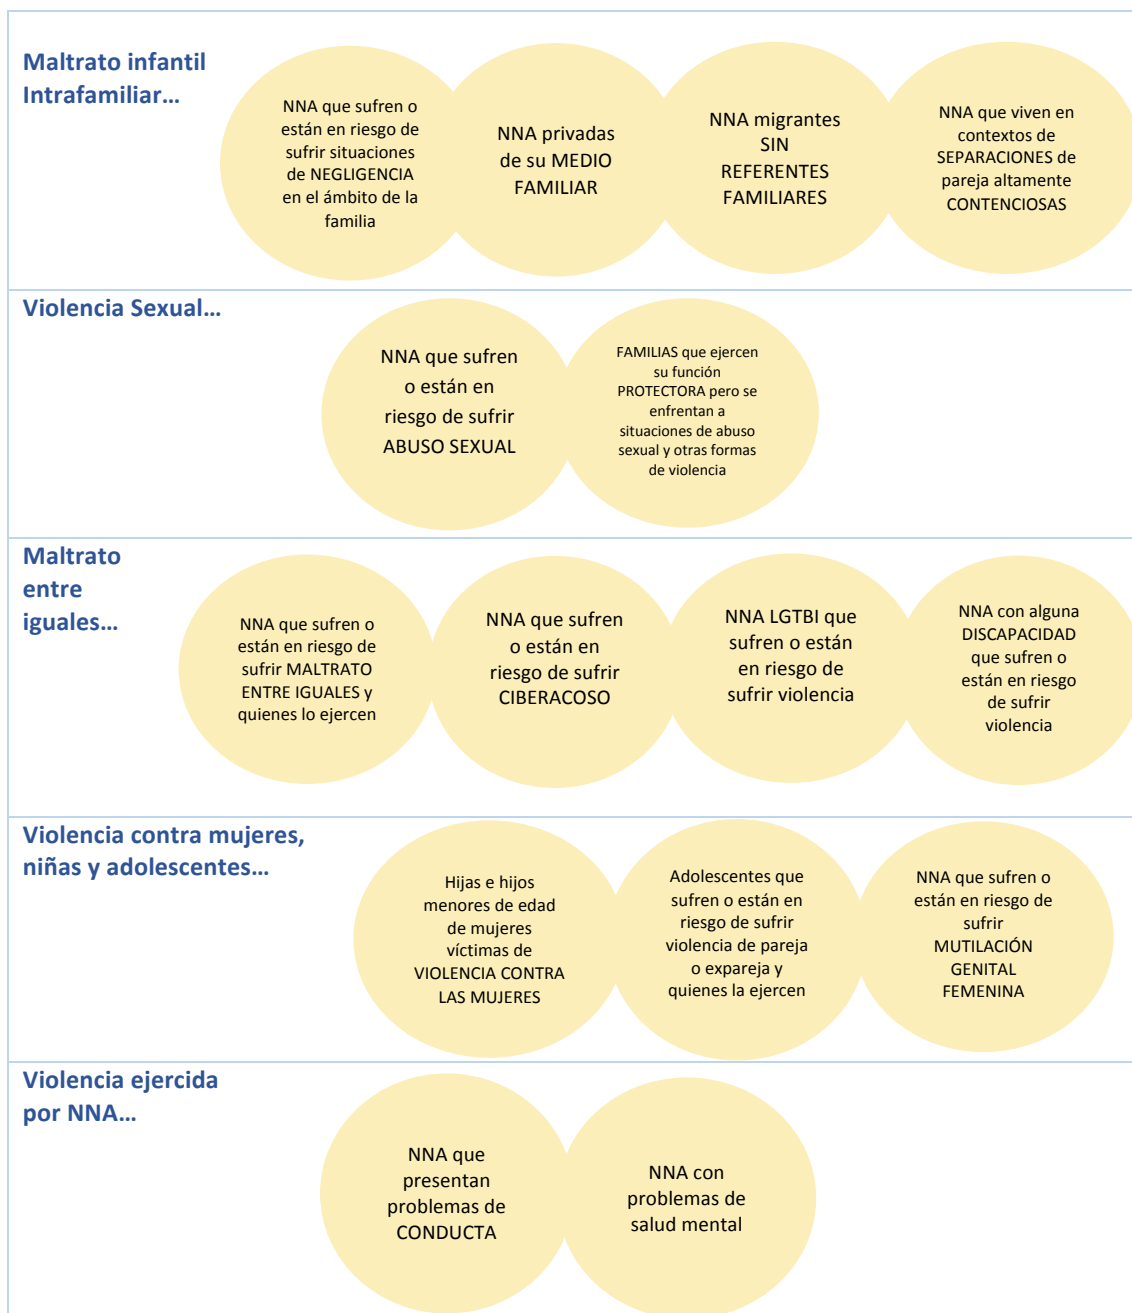 Maltrato infantil
Intrafamiliar...
NNA que sufren o
están en riesgo de
sufrir situaciones
de NEGLIGENCIA
en el ámbito de la
familia
NNA privadas
de su MEDIO
FAMILIAR
NNA migrantes
SIN
REFERENTES
FAMILIARES
NNA que viven en
contextos de
SEPARACIONES de
pareja altamente
CONTENCIOSAS
Violencia Sexual...
NNA que sufren
o están en
riesgo de sufrir
ABUSO SEXUAL
FAMILIAS que ejercen
su función
PROTECTORA pero se
enfrentan a
situaciones de abuso
sexual y otras formas
de violencia
Maltrato
entre
iguales...
NNA que sufren o
están en riesgo de
sufrir MALTRATO
ENTRE IGUALES y
quienes lo ejercen
NNA que sufren
o están en
riesgo de sufrir
CIBERACOSO
NNA LGTBI que
sufren o están
en riesgo de
sufrir violencia
NNA con alguna
DISCAPACIDAD
que sufren o
están en riesgo
de sufrir
violencia
Violencia contra mujeres,
niñas y adolescentes...
Hijas e hijos
menores de edad
de mujeres
víctimas de
VIOLENCIA CONTRA
LAS MUJERES
Adolescentes que
sufren o están en
riesgo de sufrir
violencia de pareja
o expareja y
quienes la ejercen
NNA que sufren o
están en riesgo de
sufrir
MUTILACIÓN
GENITAL
FEMENINA
Violencia ejercida
por NNA...
NNA que
presentan
problemas de
CONDUCTA
NNA con
problemas de
salud mental